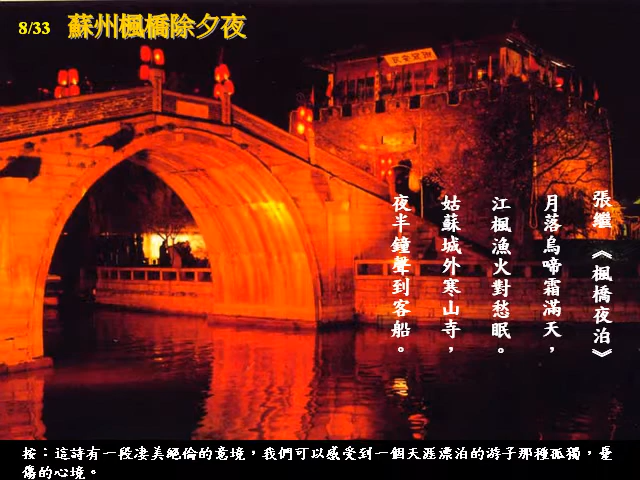 8/33 蘇州楓橋除夕夜
張繼 《楓橋夜泊》
月落烏啼霜滿天，
江楓漁火對愁眠。
姑蘇城外寒山寺，
夜半鐘聲到客船。
按：這詩有一段凄美絕倫的意境，我們可以感受到一個天涯漂泊的游子那種孤獨，憂
傷的心境。